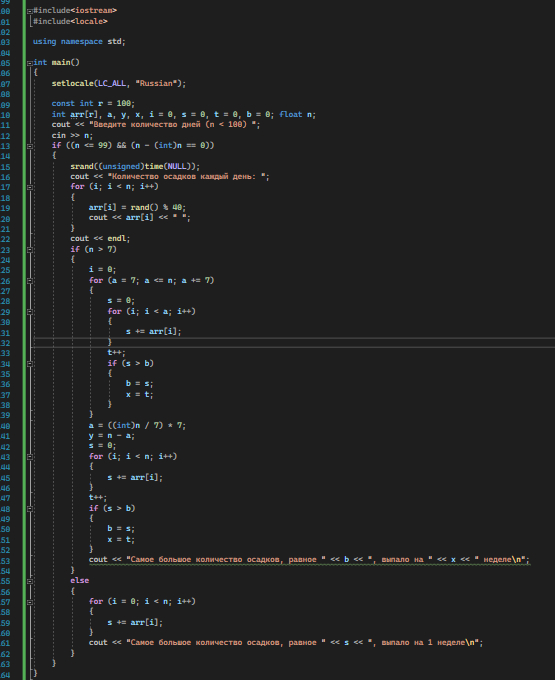 #include<iostream>
#include<locale>
using namespace std;
int main()
{
setlocale(LC_ALL, "Russian");
const int r = 100;
int arr[r], a, y, x, i = 0, s = 0, t = 0, b = 0; float n;
cout << "Введите количество дней (n < 100) ";
cin >> n;
if ((n <= 99) && (n - (int)n == 0))
{
srand((unsigned)time(NULL));
cout << "Количество осадков каждый день: ";
for (i; i < n; i++)
{
arr[i] = rand() % 40;
cout << arr[i] << " ";
}
cout << endl;
if (n > 7)
{
i = 0;
for (a = 7; a <= n; a += 7)
{
s = 0;
for (i; i < a; i++)
{
s += arr[i];
}
t++;
if (s > b)
{
b = s;
x = t;
}
}
a = ((int)n / 7) * 7;
y = n - a;
s = 0;
for (i; i < n; i++)
{
s += arr[i];
}
t++;
if (s > b)
{
b = s;
x = t;
}
cout << "Самое большое количество осадков, равное " << b << ", выпало на " << x << " неделе\n";
}
else
{
for (i = 0; i < n; i++)
{
s += arr[i];
}
cout << "Самое большое количество осадков, равное " << s << ", выпало на 1 неделе\n";
}
}
}